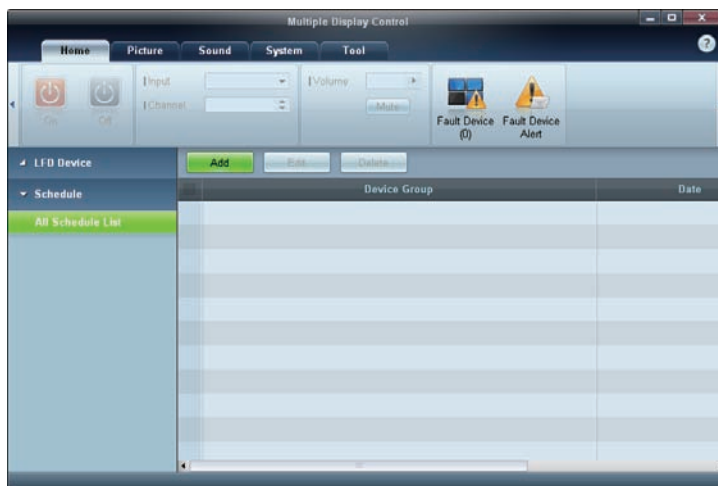 Multiple Display Control
Home Picture Sound System Tool
On Off
Input
Channel
Volume
Mute
Fault Device
(0)
Fault Device
Alert
LFD Device
Add Edit Delete
Schedule
Device Group Date
All Schedule List